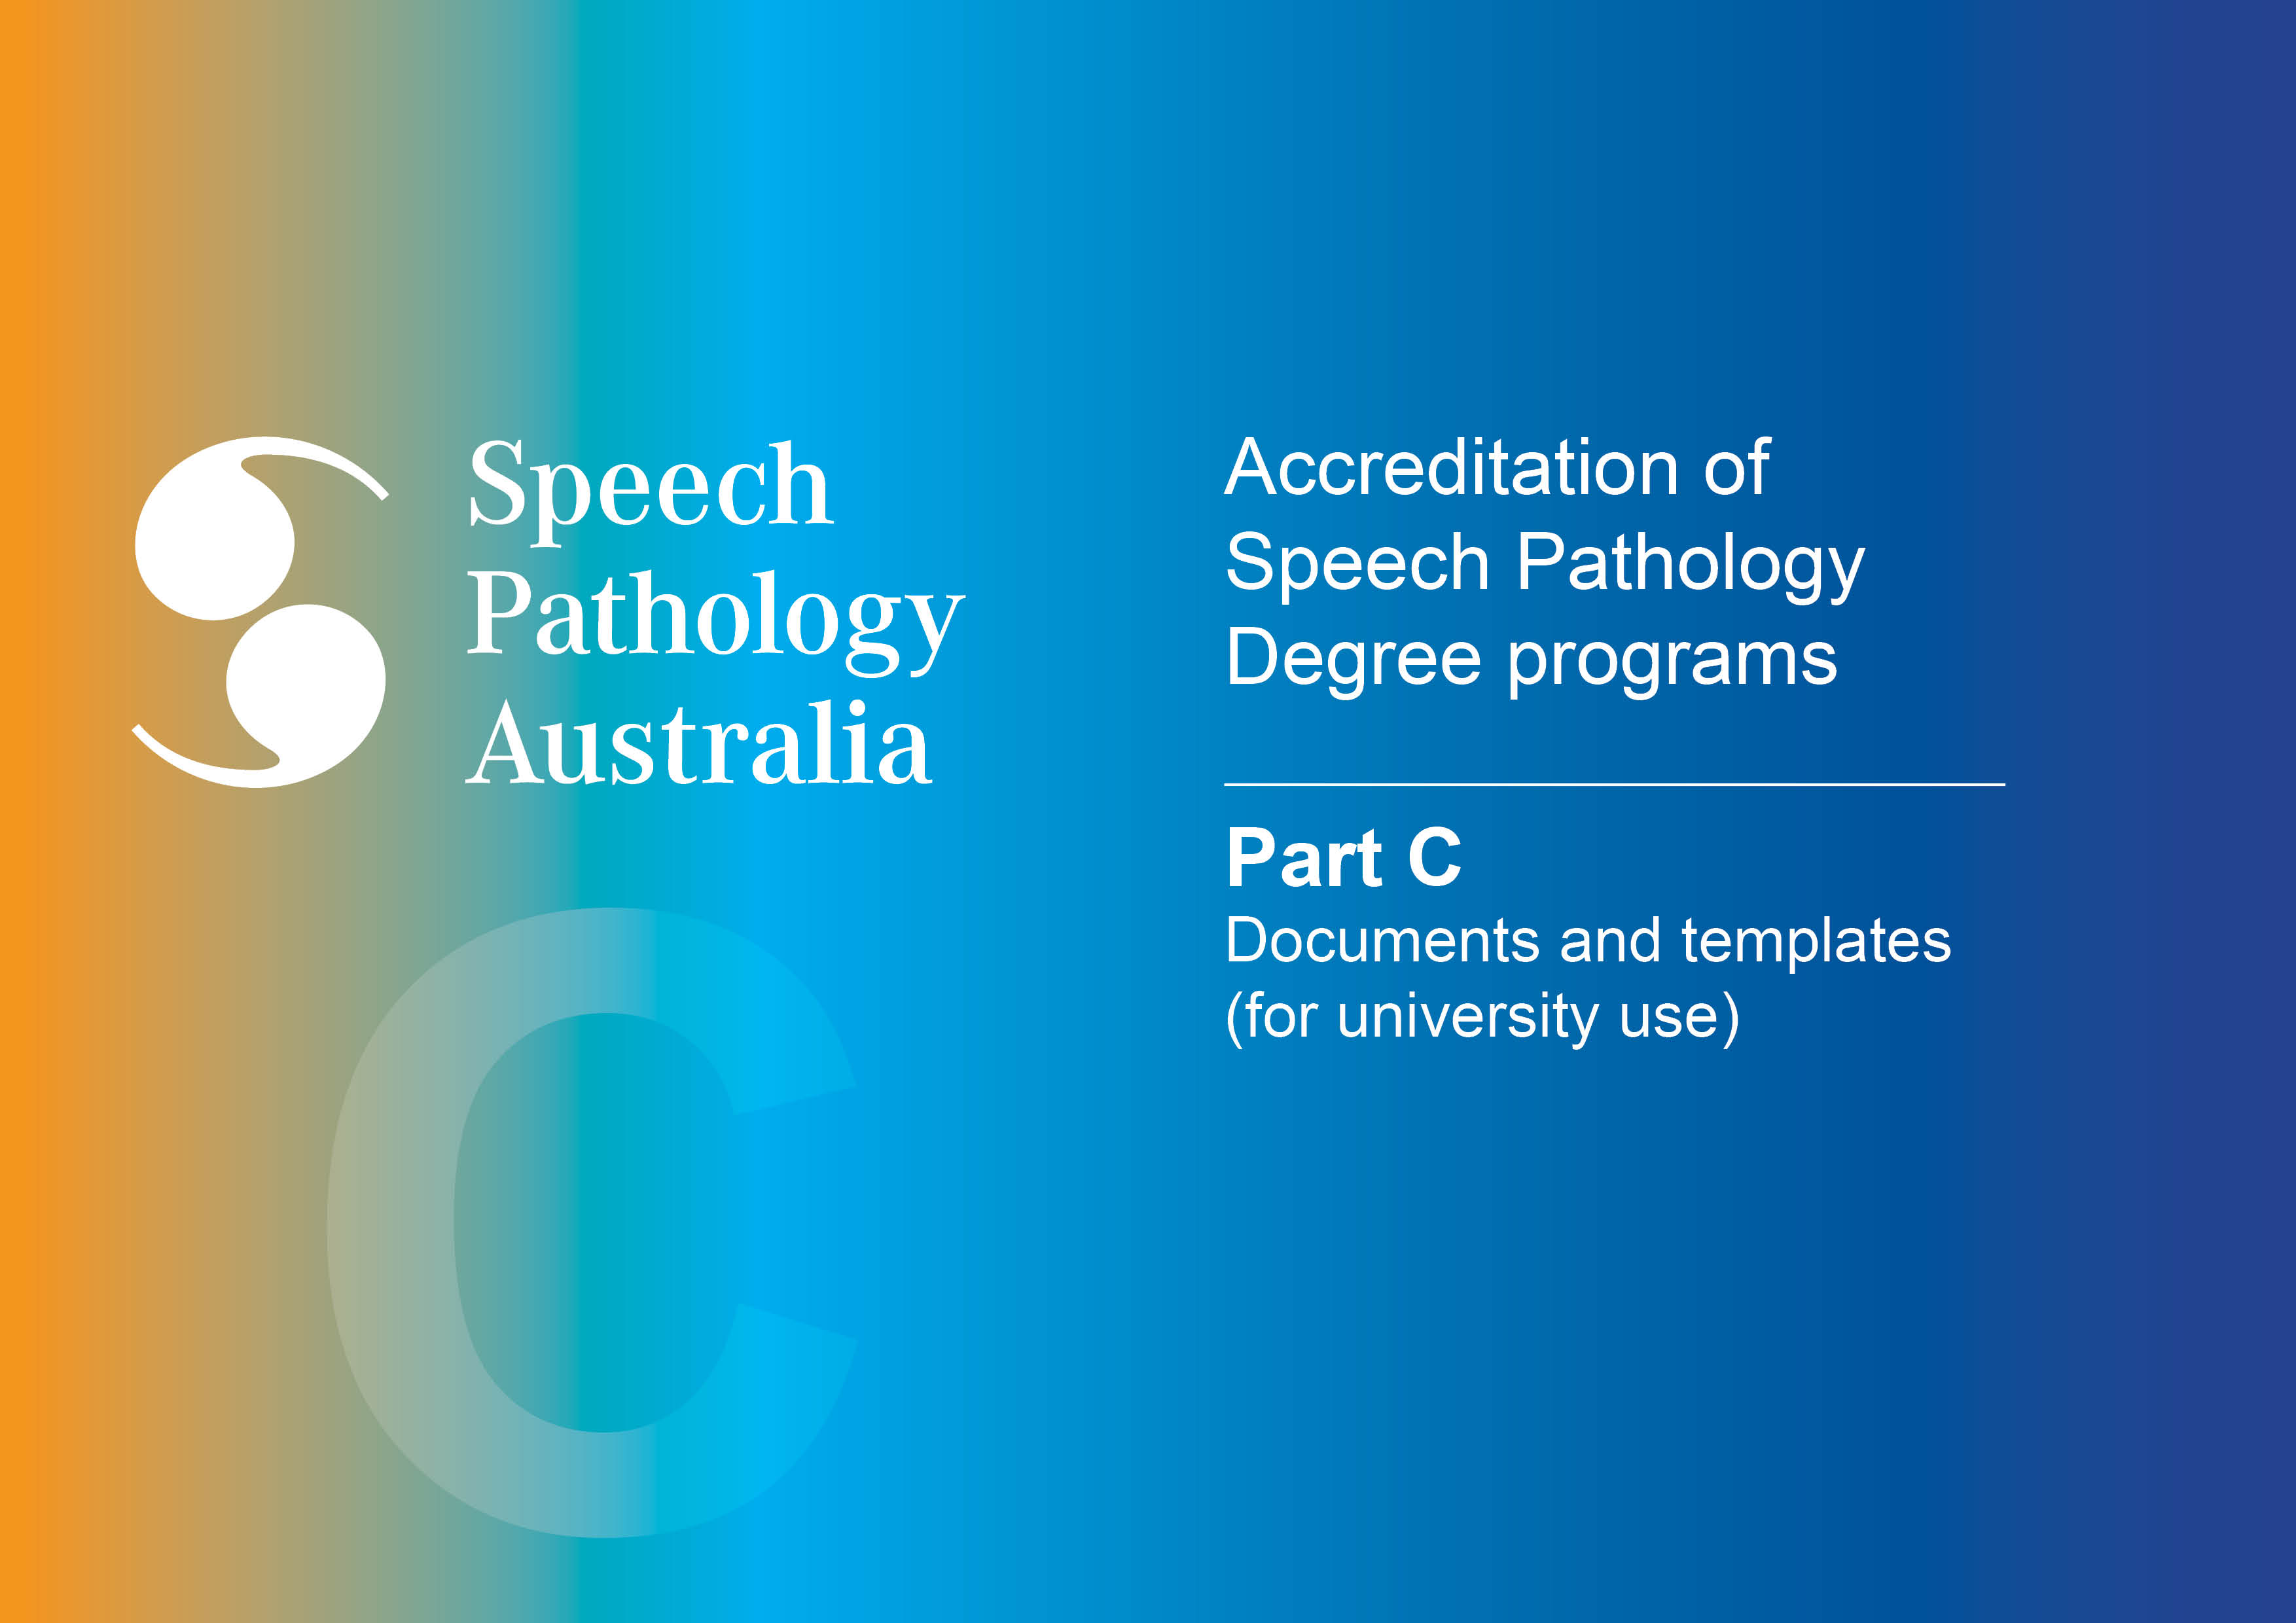 Speech
Pathology
Australia
Accreditation of
Speech Pathology
Degree programs
Part C
Documents and templates
(for university use)
C